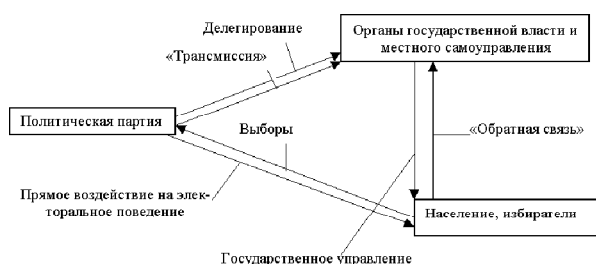 Делегирование
«Трансмиссия»
Органы государственной власти и
местного самоуправления
Политическая партия
Выборы
«Обратная связь»
Прямое воздействие на элек-
торальное поведение
Население, избиратели
Государственное управление